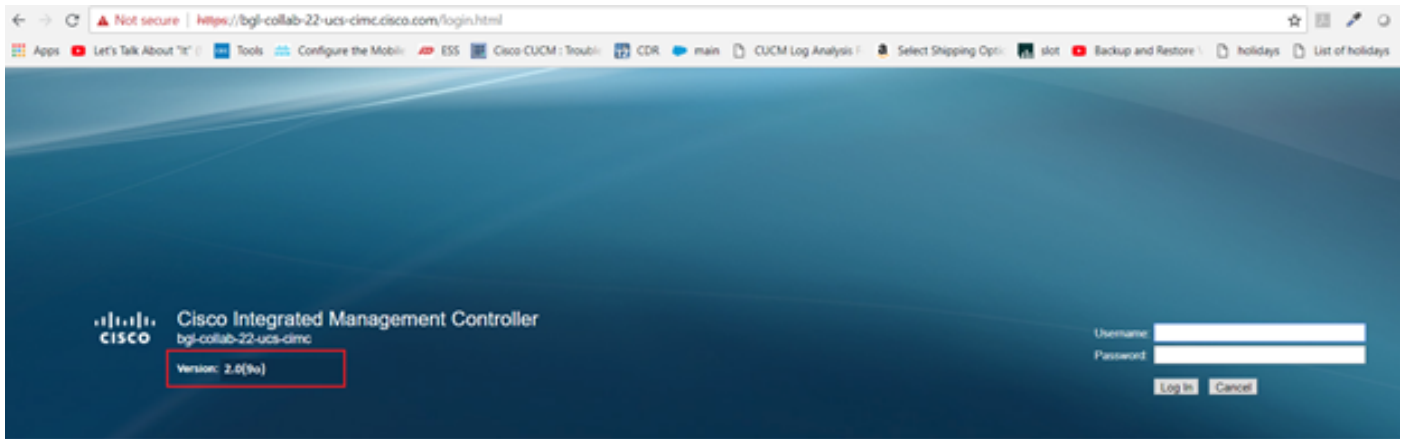 Not secure | https://bgl-collab-22-ucs-cimc.cisco.com/login.html
Apps Let's Talk About "It" ( Tools Configure the Mobile ESS Cisco CUCM : Trouble CDR main CUCM Log Analysis Select Shipping Opti slot Backup and Restore holidays List of holidays
Cisco Integrated Management Controller
CISCO bgl-collab-22-ucs-cimc
Version: 2.0(9o)
Username:
Password:
Log In Cancel